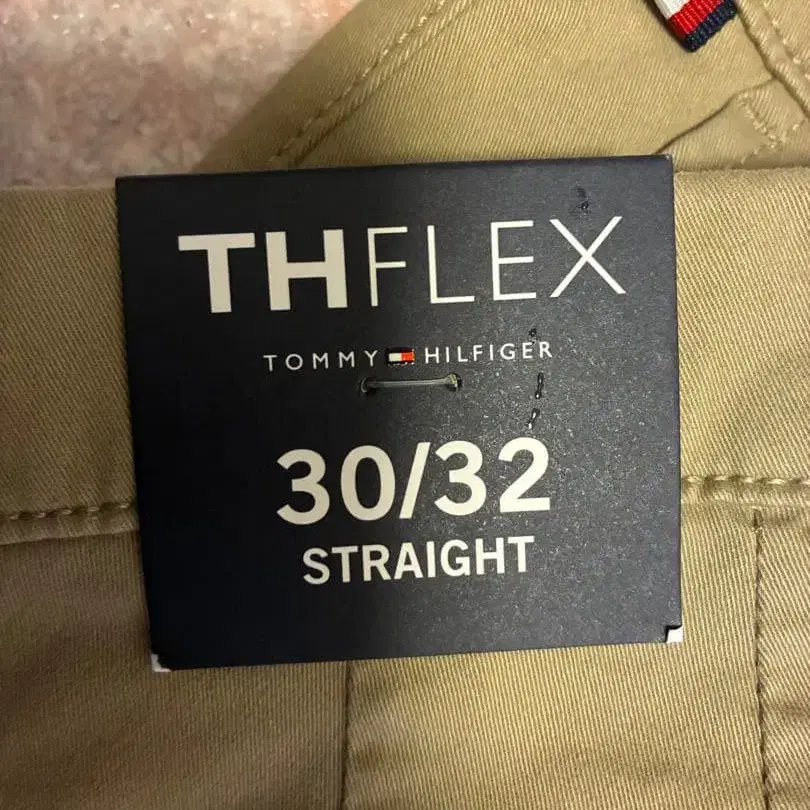 THFLEX
TOMMY HILFIGER
30/32
STRAIGHT